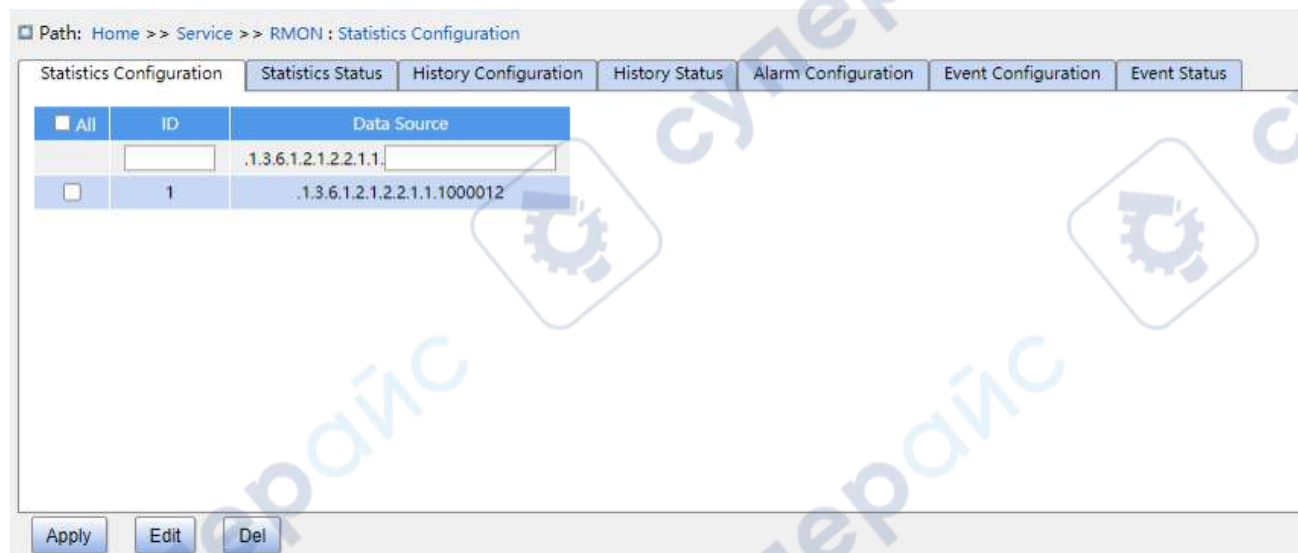 Path: Home >> Service >> RMON : Statistics Configuration
Statistics Configuration Statistics Status History Configuration History Status Alarm Configuration Event Configuration Event Status
All ID Data Source
.1.3.6.1.2.1.2.2.1.1.
1 .1.3.6.1.2.1.2.2.1.1.1000012
Apply Edit Del